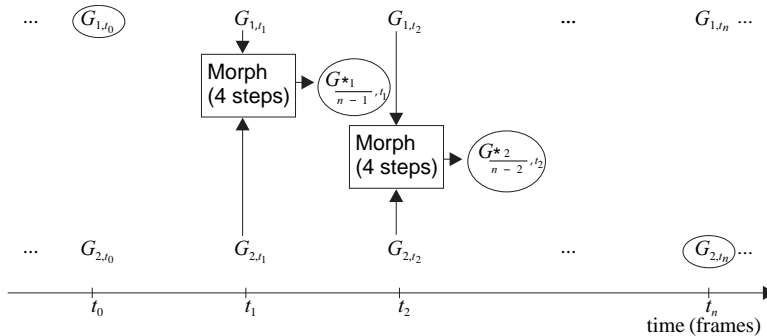 ... G1,t0 G1,t1 G1,t2 ... G1,tn ...
Morph
(4 steps)
G* 1/n - 1, t1
Morph
(4 steps)
G* 2/n - 2, t2
... G2,t0 G2,t1 G2,t2 ... G2,tn ...
t0 t1 t2 tn
time (frames)